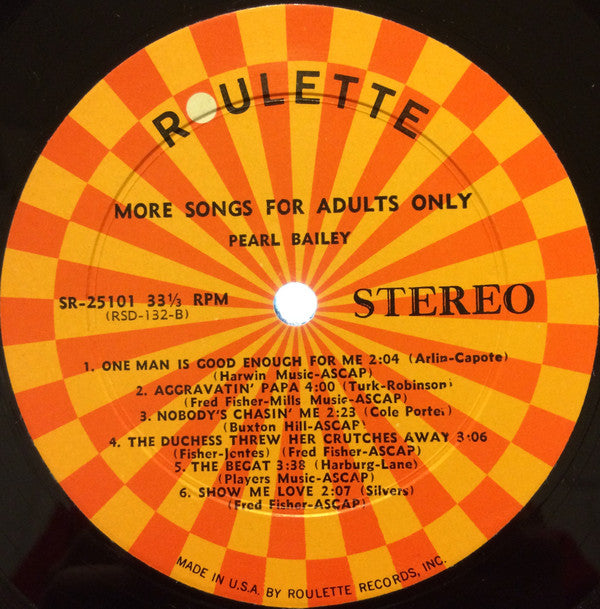 ROULETTE
MORE SONGS FOR ADULTS ONLY
PEARL BAILEY
SR-25101 33⅓ RPM
(RSD-132-B)
STEREO
1. ONE MAN IS GOOD ENOUGH FOR ME 2:04 (Arlin-Capote)
(Harwin Music-ASCAP)
2. AGGRAVATIN' PAPA 4:00 (Turk-Robinson)
(Fred Fisher-Mills Music-ASCAP)
3. NOBODY'S CHASIN' ME 2:23 (Cole Porter)
(Buxton Hill-ASCAP)
4. THE DUCHESS THREW HER CRUTCHES AWAY 3:06
(Fisher-Jentes) (Fred Fisher-ASCAP)
5. THE BEGAT 3:38 (Harburg-Lane)
(Players Music-ASCAP)
6. SHOW ME LOVE 2:07 (Silvers)
(Fred Fisher-ASCAP)
MADE IN U.S.A. BY ROULETTE RECORDS, INC.